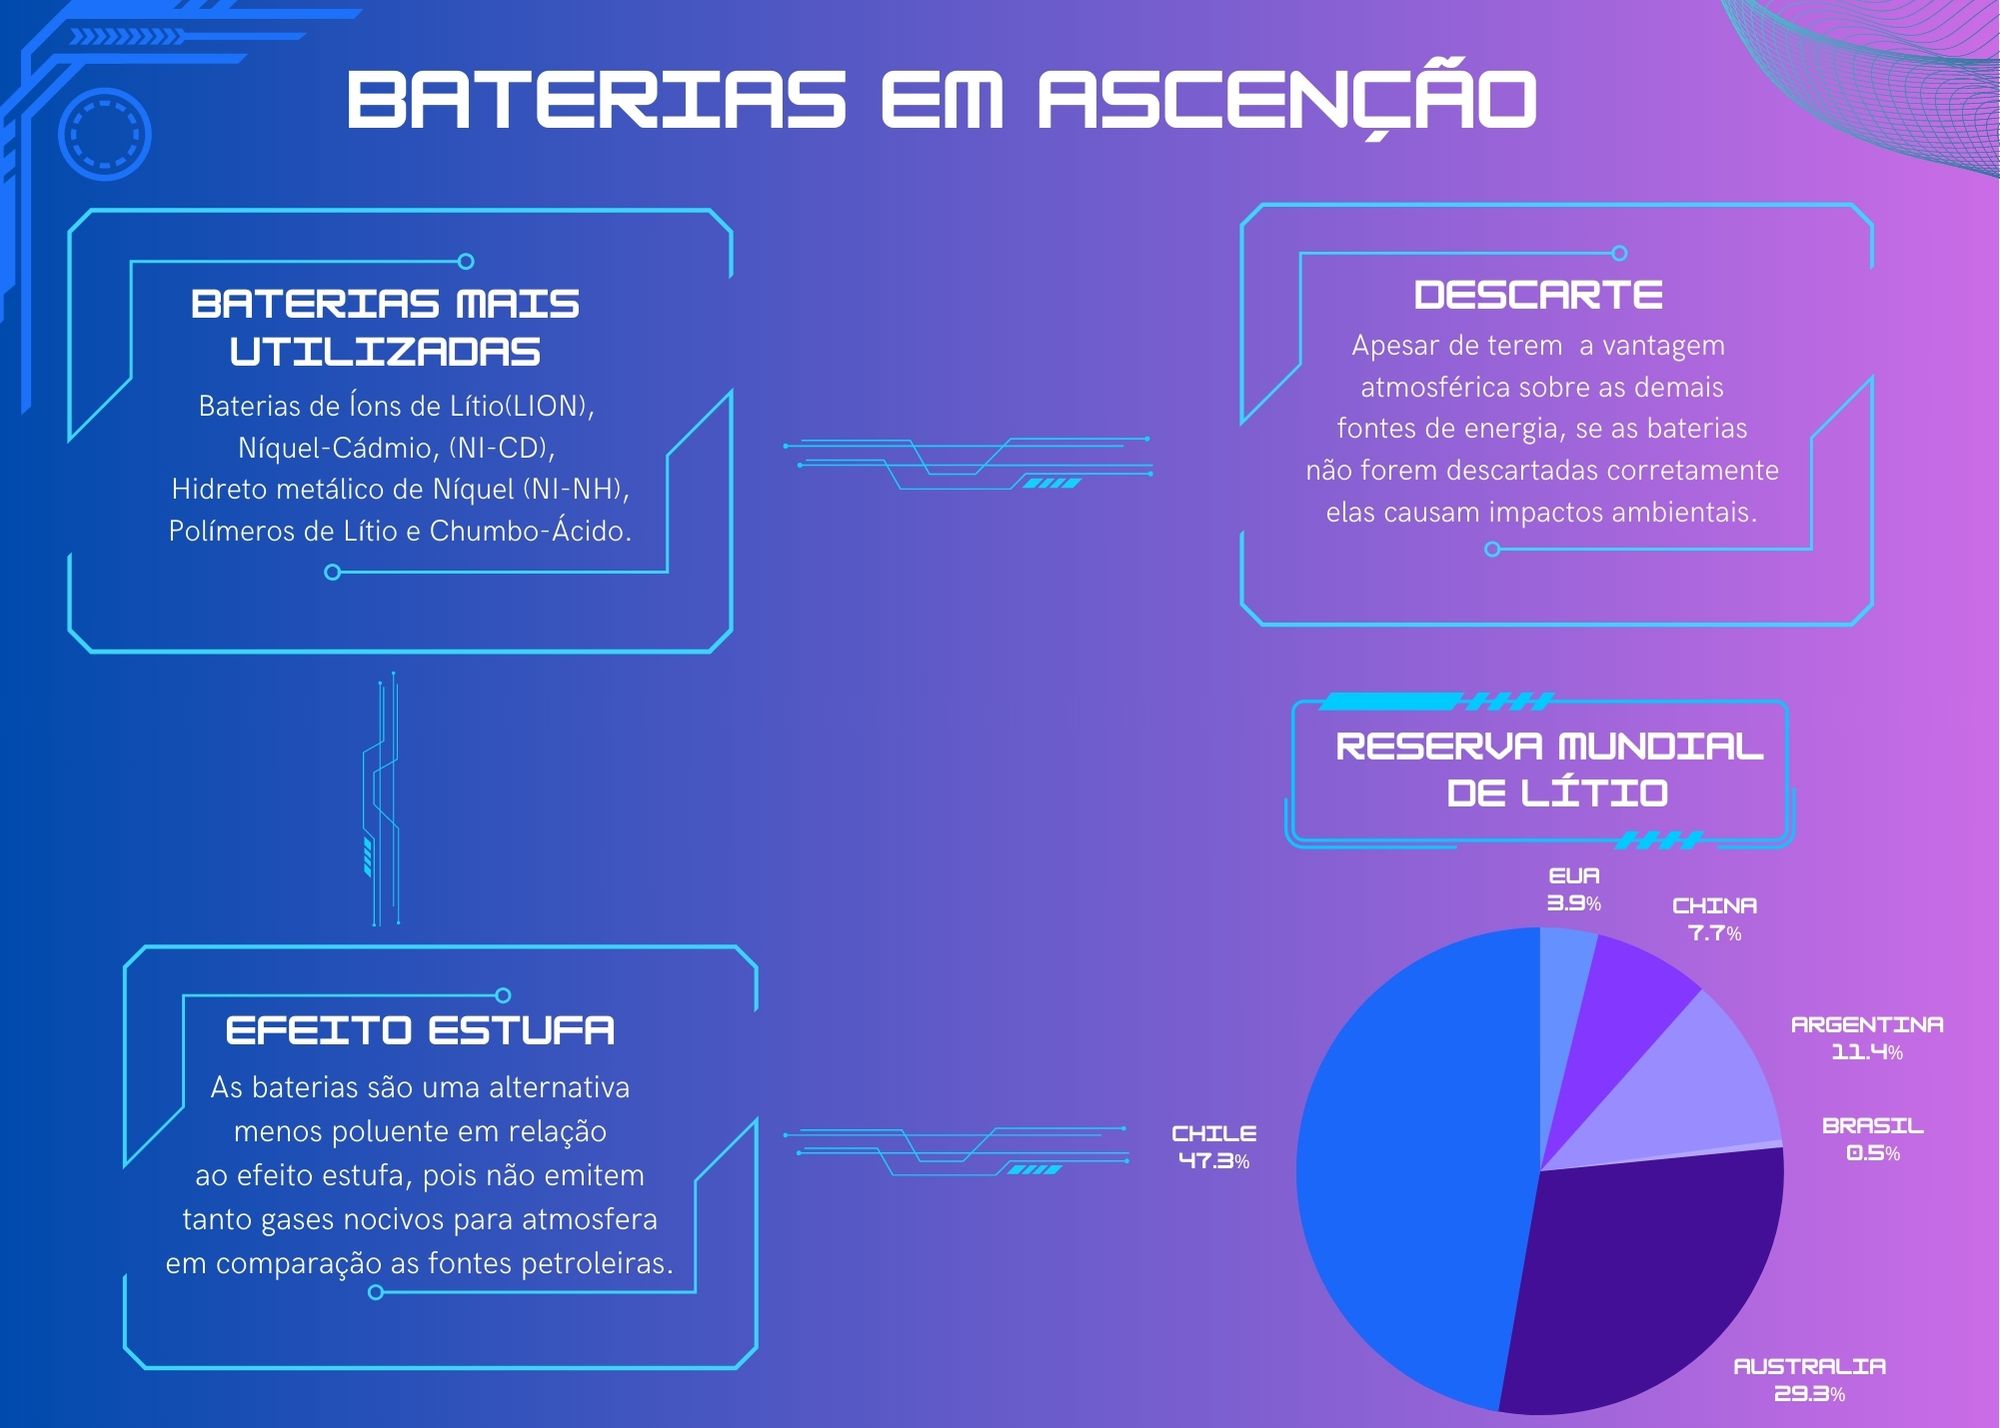 BATERIAS EM ASCENÇÃO
BATERIAS MAIS
UTILIZADAS
Baterias de Íons de Lítio(LION),
Níquel-Cádmio, (NI-CD),
Hidreto metálico de Níquel (NI-NH),
Polímeros de Lítio e Chumbo-Ácido.
DESCARTE
Apesar de terem a vantagem
atmosférica sobre as demais
fontes de energia, se as baterias
não forem descartadas corretamente
elas causam impactos ambientais.
EFEITO ESTUFA
As baterias são uma alternativa
menos poluente em relação
ao efeito estufa, pois não emitem
tanto gases nocivos para atmosfera
em comparação as fontes petroleiras.
RESERVA MUNDIAL
DE LÍTIO
EUA
3.9%
CHINA
7.7%
ARGENTINA
11.4%
BRASIL
0.5%
AUSTRALIA
29.3%
CHILE
47.3%